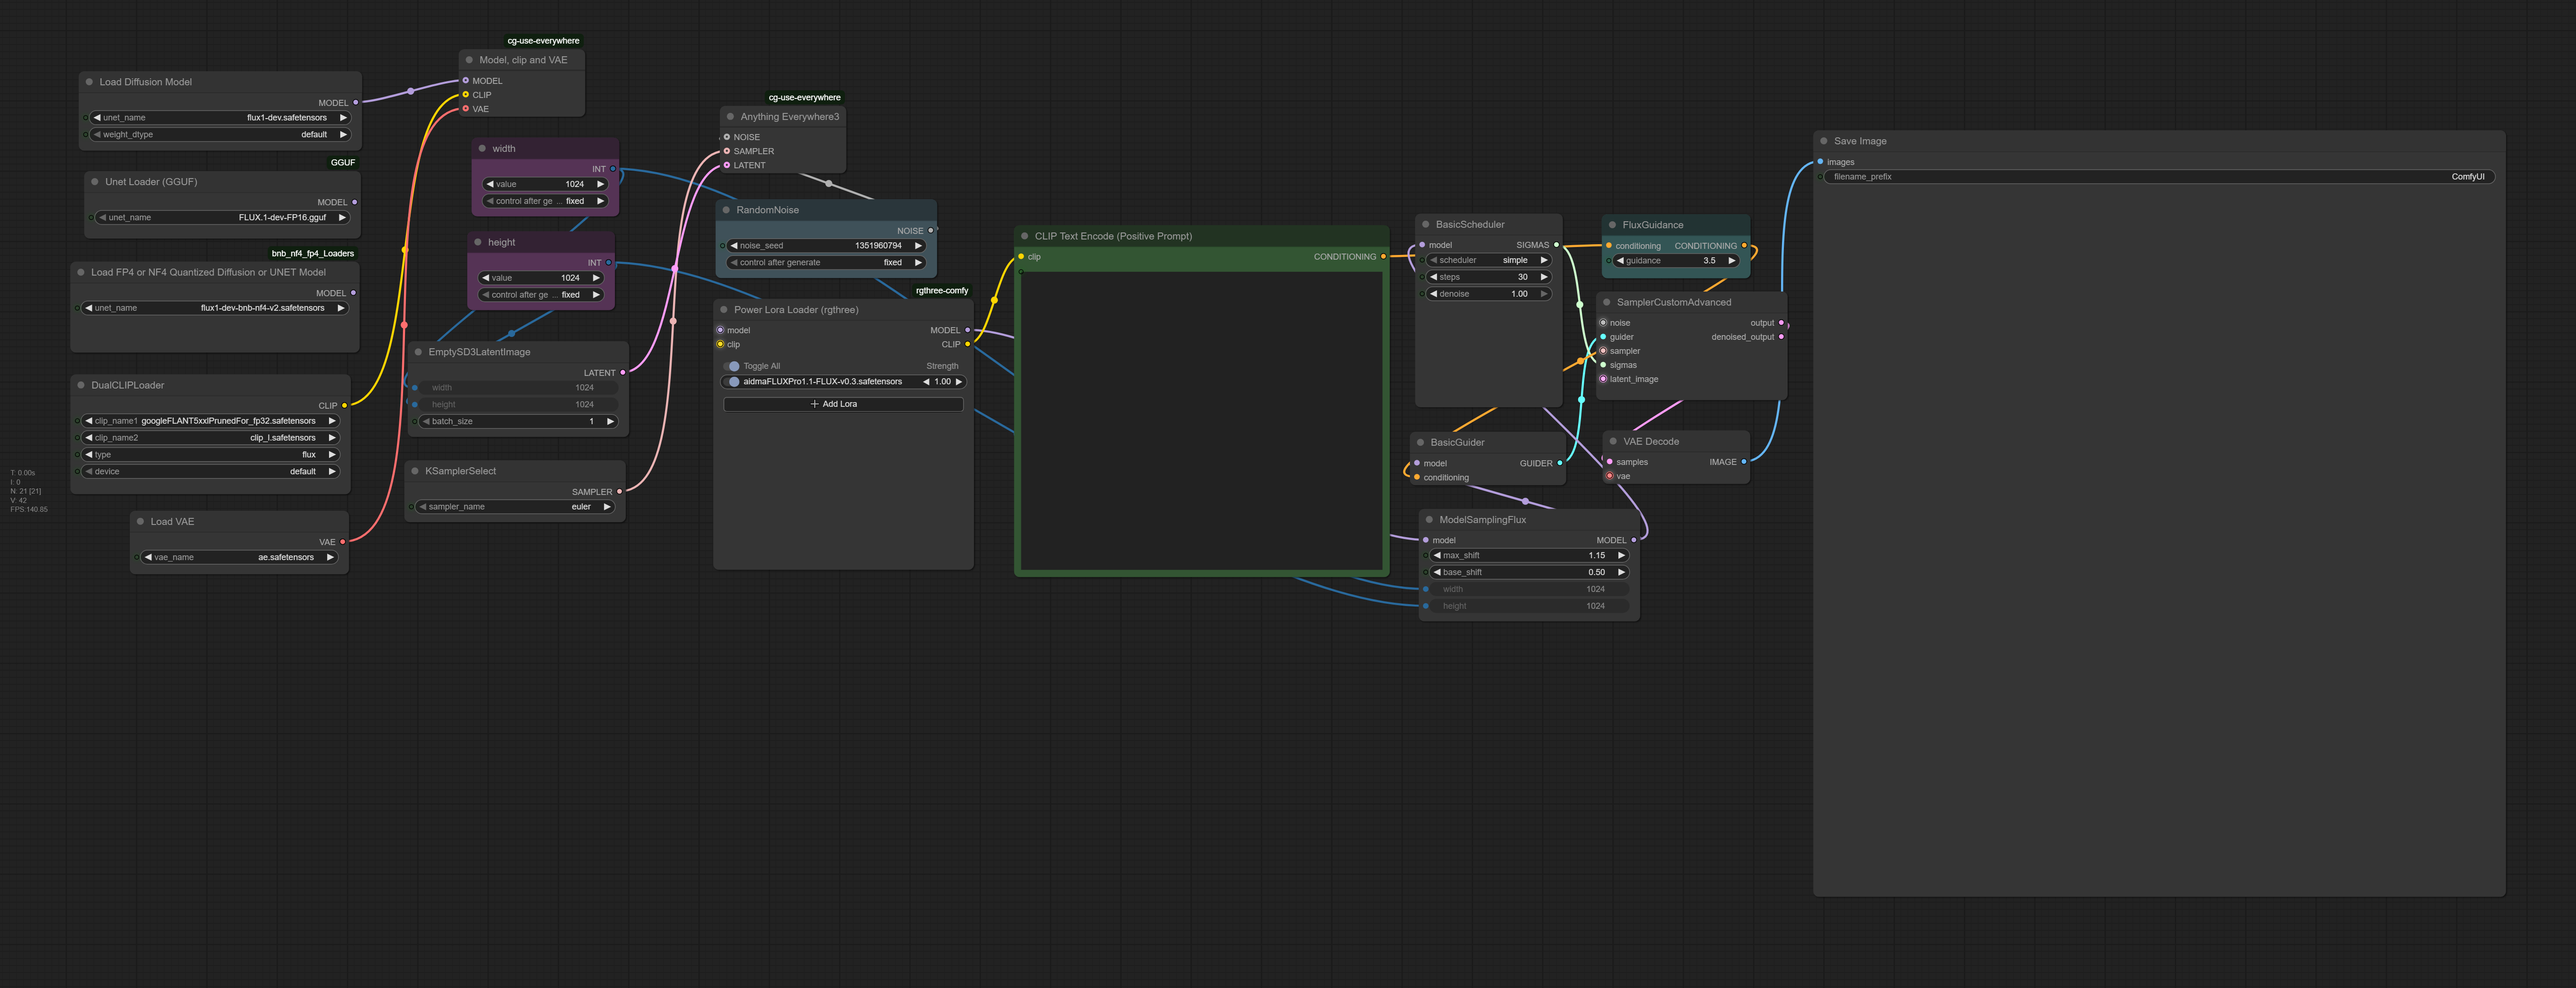 cg-use-everywhere
Model, clip and VAE
MODEL
CLIP
VAE
Load Diffusion Model
MODEL
unet_name flux1-dev.safetensors
weight_dtype default
GGUF
Unet Loader (GGUF)
MODEL
unet_name FLUX.1-dev-FP16.gguf
bnb_nf4_fp4_Loaders
Load FP4 or NF4 Quantized Diffusion or UNET Model
MODEL
unet_name flux1-dev-bnb-nf4-v2.safetensors
DualCLIPLoader
CLIP
clip_name1 googleFLANT5xxlPrunedFor_fp32.safetensors
clip_name2 clip_l.safetensors
type flux
device default
T: 0.00s
I: 0
N: 21 [21]
V: 42
FPS:140.85
Load VAE
VAE
vae_name ae.safetensors
width
INT
value 1024
control after ge ... fixed
height
INT
value 1024
control after ge ... fixed
EmptySD3LatentImage
LATENT
width 1024
height 1024
batch_size 1
KSamplerSelect
SAMPLER
sampler_name euler
cg-use-everywhere
Anything Everywhere3
NOISE
SAMPLER
LATENT
RandomNoise
NOISE
noise_seed 1351960794
control after generate fixed
rgthree-comfy
Power Lora Loader (rgthree)
model MODEL
clip CLIP
Toggle All Strength
aidmaFLUXPro1.1-FLUX-v0.3.safetensors 1.00
+ Add Lora
CLIP Text Encode (Positive Prompt)
clip CONDITIONING
BasicScheduler
model SIGMAS
scheduler simple
steps 30
denoise 1.00
FluxGuidance
conditioning CONDITIONING
guidance 3.5
SamplerCustomAdvanced
noise output
guider denoised_output
sampler
sigmas
latent_image
BasicGuider
model GUIDER
conditioning
VAE Decode
samples IMAGE
vae
ModelSamplingFlux
model MODEL
max_shift 1.15
base_shift 0.50
width 1024
height 1024
Save Image
images
filename_prefix ComfyUI